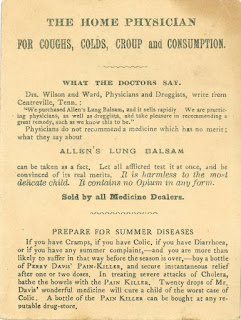 THE HOME PHYSICIAN
FOR COUGHS, COLDS, CROUP and CONSUMPTION.
WHAT THE DOCTORS SAY.
Drs. Wilson and Ward, Physicians and Druggists, write from
Centreville, Tenn.:
"We purchased Allen's Lung Balsam, and it sells rapidly. We are practic-
ing physicians, as well as druggists, and take pleasure in recommending a
great remedy, such as we know this to be."
Physicians do not recommend a medicine which has no merit;
what they say about
ALLEN'S LUNG BALSAM
can be taken as a fact. Let all afflicted test it at once, and be
convinced of its real merits. It is harmless to the most
delicate child. It contains no Opium in any form.
Sold by all Medicine Dealers.
PREPARE FOR SUMMER DISEASES
If you have Cramps, if you have Colic, if you have Diarrhœa,
or if you have any summer complaint,—and you are more than
likely to suffer in that way before the season is over,—buy a bottle
of PERRY DAVIS' PAIN-KILLER, and secure instantaneous relief
after one or two doses. In treating severe attacks of Cholera,
bathe the bowels with the PAIN KILLER. Twenty drops of Mr.
Davis' wonderful medicine will cure a child of the worst case of
Colic. A bottle of the PAIN KILLER can be bought at any re-
putable drug-store.